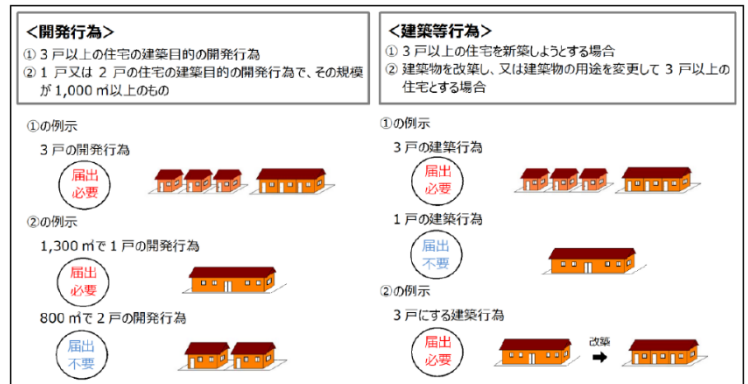 <開発行為>
① 3戸以上の住宅の建築目的の開発行為
② 1戸又は 2戸の住宅の建築目的の開発行為で、その規模
が 1,000 ㎡以上のもの
①の例示
3戸の開発行為
届出
必要
②の例示
1,300 ㎡で 1戸の開発行為
届出
必要
800 ㎡で 2戸の開発行為
届出
不要
<建築等行為>
① 3戸以上の住宅を新築しようとする場合
② 建築物を改築し、又は建築物の用途を変更して 3戸以上の
住宅とする場合
①の例示
3戸の建築行為
届出
必要
1戸の建築行為
届出
不要
②の例示
3戸にする建築行為
届出
必要
改築